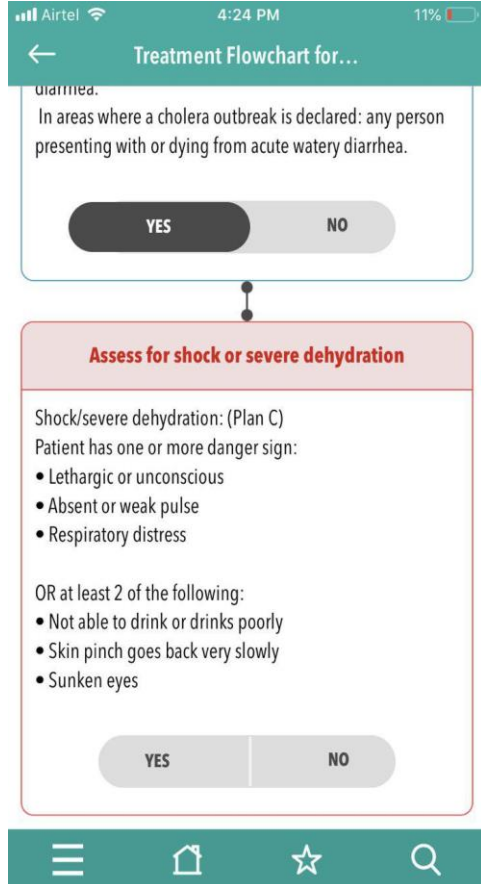 Airtel 4:24 PM 11%
Treatment Flowchart for...
diarrhea.
In areas where a cholera outbreak is declared: any person
presenting with or dying from acute watery diarrhea.
YES NO
Assess for shock or severe dehydration
Shock/severe dehydration: (Plan C)
Patient has one or more danger sign:
• Lethargic or unconscious
• Absent or weak pulse
• Respiratory distress
OR at least 2 of the following:
• Not able to drink or drinks poorly
• Skin pinch goes back very slowly
• Sunken eyes
YES NO